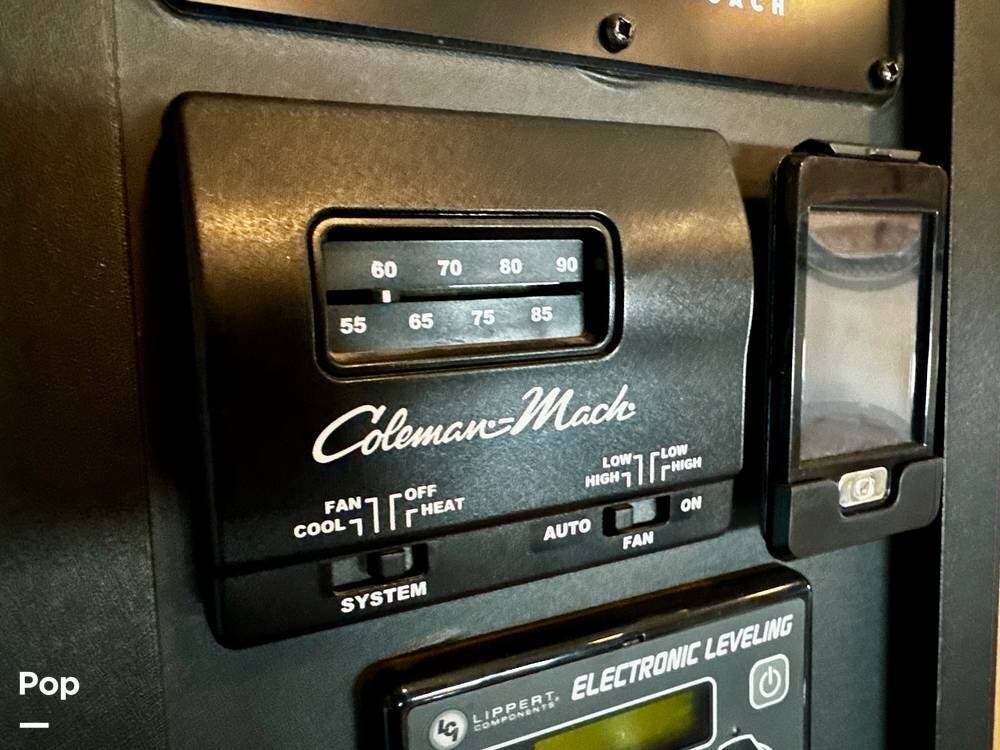 60 70 80 90
55 65 75 85
Coleman-Mach
LOW LOW
HIGH HIGH
FAN OFF
COOL HEAT
AUTO ON
FAN
SYSTEM
ELECTRONIC LEVELING
LCI LIPPERT
COMPONENTS
Pop